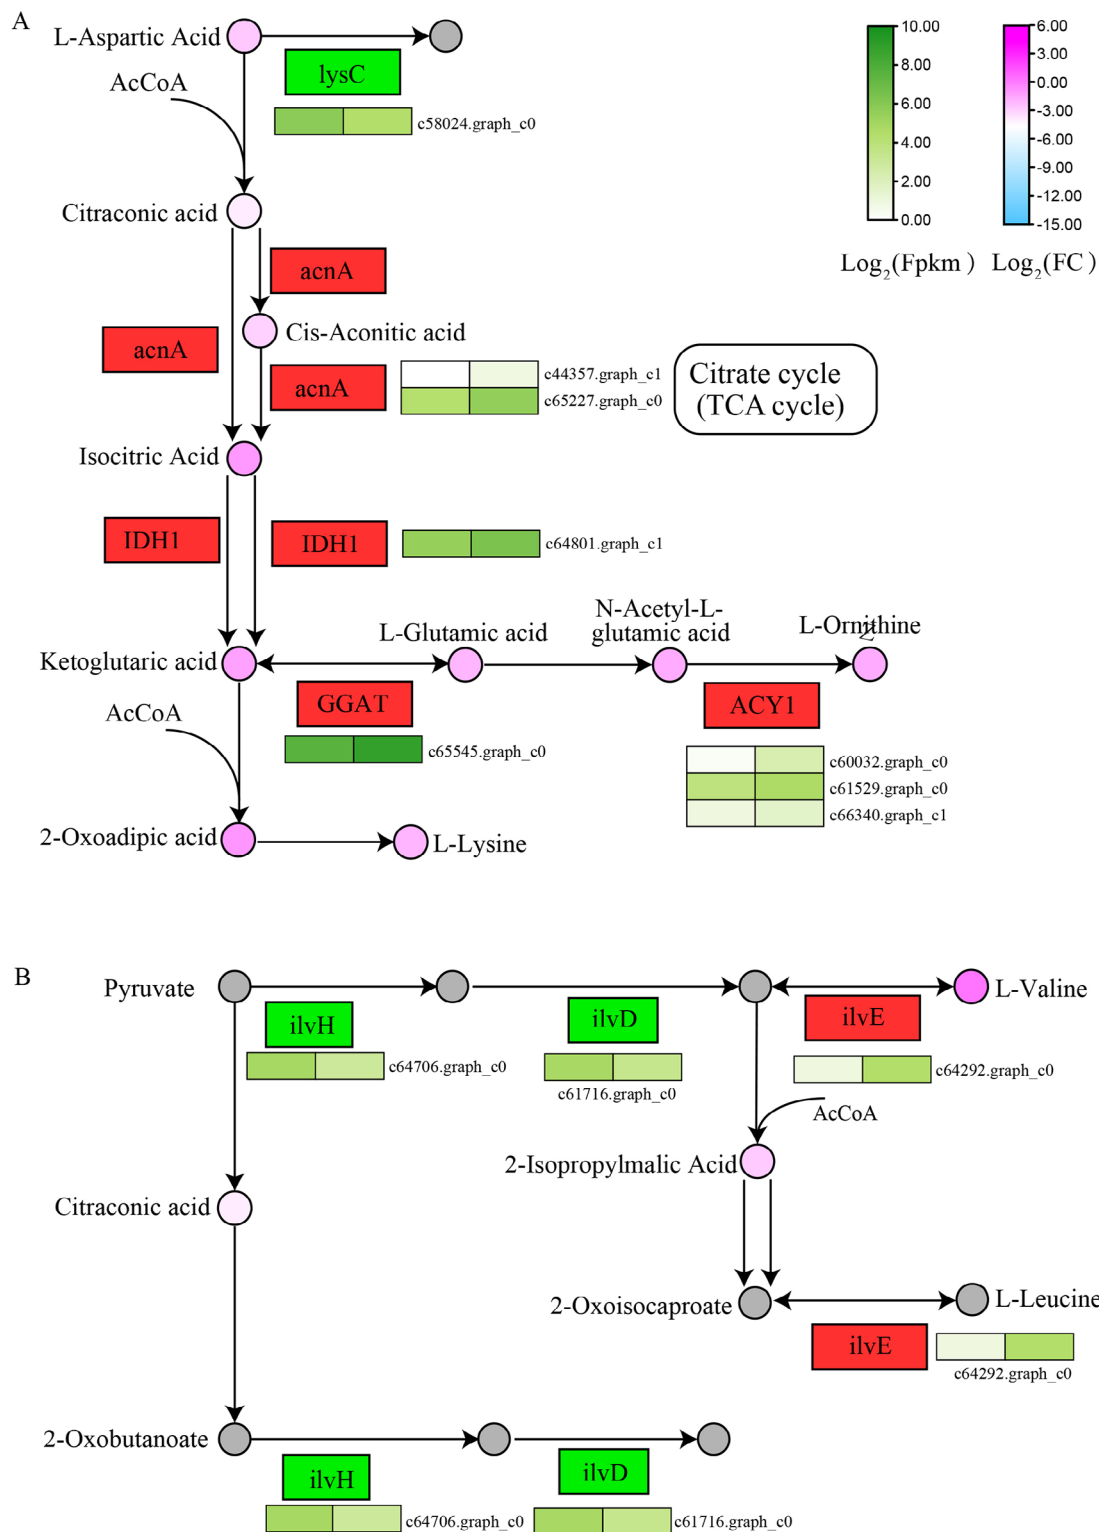 A
L-Aspartic Acid
lysC
AcCoA
c58024.graph_c0
10.00
8.00
6.00
4.00
2.00
0.00
Log2(Fpkm)
6.00
3.00
0.00
-3.00
-6.00
-9.00
-12.00
-15.00
Log2(FC)
Citraconic acid
acnA
Cis-Aconitic acid
acnA
acnA
c44357.graph_c1
c65227.graph_c0
Citrate cycle
(TCA cycle)
Isocitric Acid
IDH1
IDH1
c64801.graph_c1
Ketoglutaric acid
L-Glutamic acid
N-Acetyl-L-
glutamic acid
L-Ornithine
GGAT
c65545.graph_c0
ACY1
c60032.graph_c0
c61529.graph_c0
c66340.graph_c1
AcCoA
2-Oxoadipic acid
L-Lysine
B
Pyruvate
L-Valine
ilvH
c64706.graph_c0
ilvD
c61716.graph_c0
ilvE
c64292.graph_c0
AcCoA
2-Isopropylmalic Acid
Citraconic acid
2-Oxoisocaproate
L-Leucine
ilvE
c64292.graph_c0
2-Oxobutanoate
ilvH
c64706.graph_c0
ilvD
c61716.graph_c0